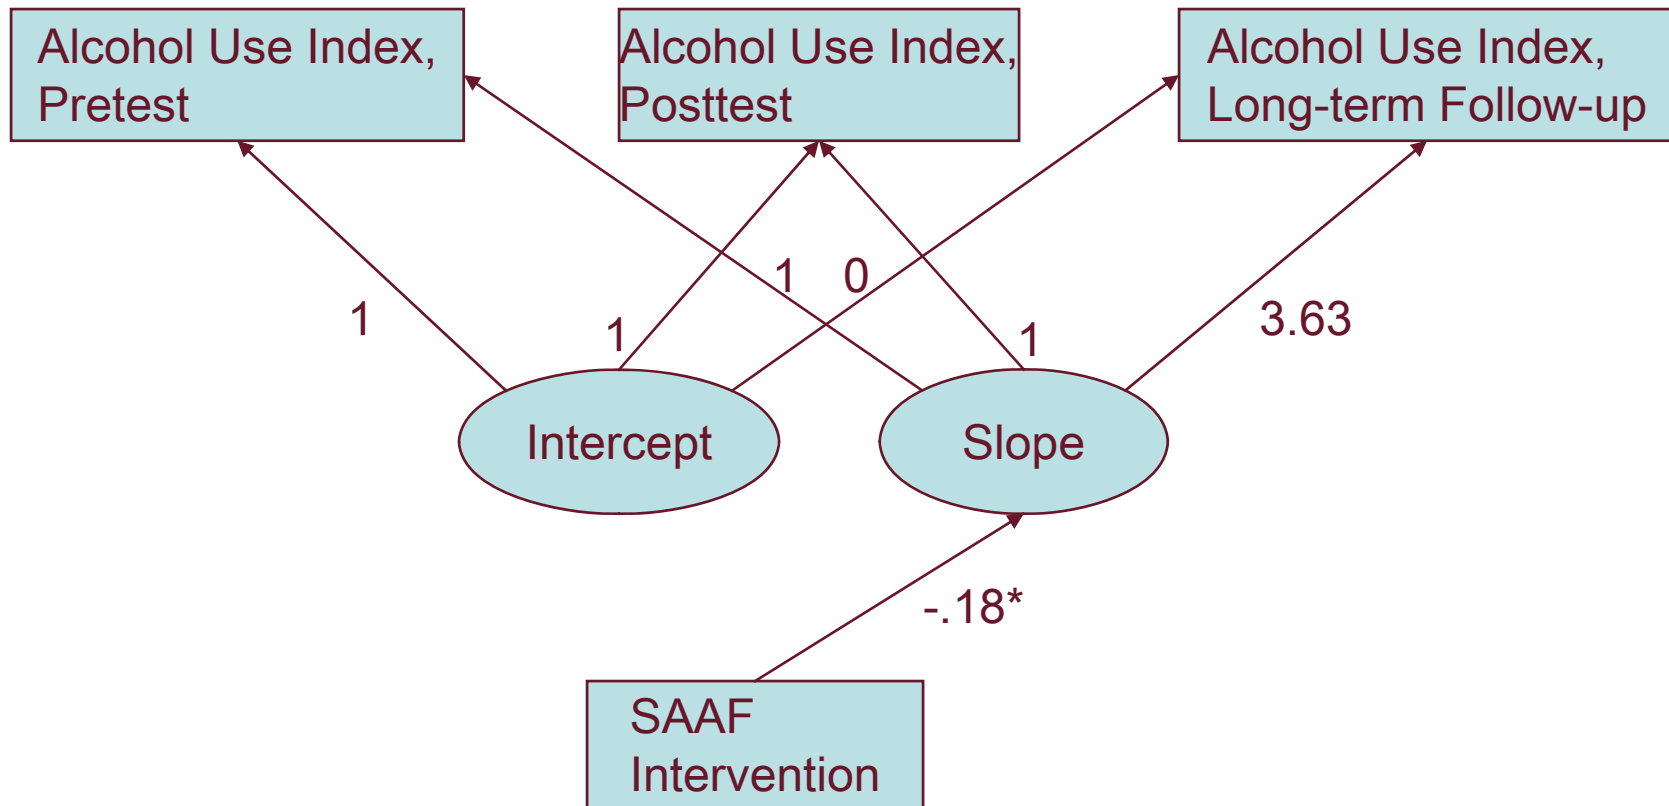 Alcohol Use Index,
Pretest
Alcohol Use Index,
Posttest
Alcohol Use Index,
Long-term Follow-up
1
1
1
0
1
3.63
Intercept
Slope
-.18*
SAAF
Intervention